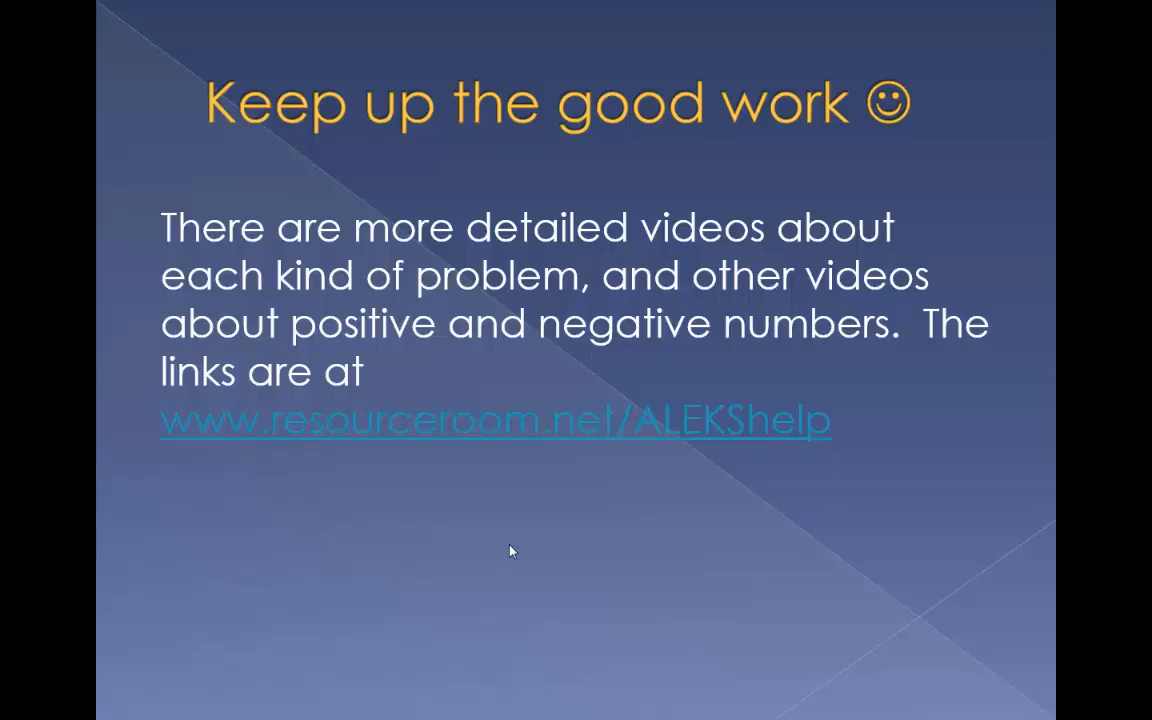 Keep up the good work ☺
There are more detailed videos about
each kind of problem, and other videos
about positive and negative numbers.  The
links are at
www.resourceroom.net/ALEKShelp